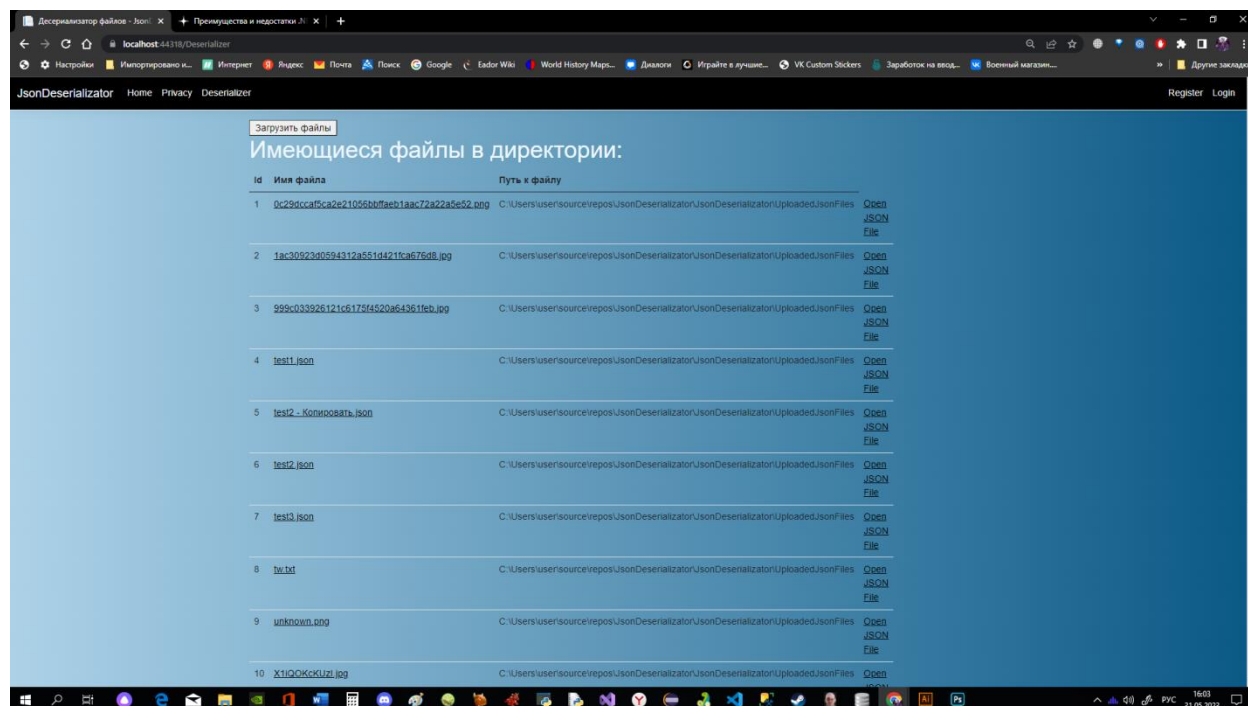 Десериализатор файлов - Json
Преимущества и недостатки .N
localhost:44318/Deserializer
Настройки Импортировано и... Интернет Яндекс Почта Поиск Google Eador Wiki World History Maps... Диалоги Играйте в лучшие... VK Custom Stickers Заработок на ввод... Военный магазин.... » Другие закладки
JsonDeserializator Home Privacy Deserializer Register Login
Загрузить файлы
Имеющиеся файлы в директории:
Id Имя файла Путь к файлу
1 0c29dccaf5ca2e21056bbffaeb1aac72a22a5e52.png C:\Users\user\source\repos\JsonDeserializator\JsonDeserializator\UploadedJsonFiles Open
JSON
File
2 1ac30923d0594312a551d421fca676d8.jpg C:\Users\user\source\repos\JsonDeserializator\JsonDeserializator\UploadedJsonFiles Open
JSON
File
3 999c033926121c6175f4520a64361feb.jpg C:\Users\user\source\repos\JsonDeserializator\JsonDeserializator\UploadedJsonFiles Open
JSON
File
4 test1.json C:\Users\user\source\repos\JsonDeserializator\JsonDeserializator\UploadedJsonFiles Open
JSON
File
5 test2 - Копировать.json C:\Users\user\source\repos\JsonDeserializator\JsonDeserializator\UploadedJsonFiles Open
JSON
File
6 test2.json C:\Users\user\source\repos\JsonDeserializator\JsonDeserializator\UploadedJsonFiles Open
JSON
File
7 test3.json C:\Users\user\source\repos\JsonDeserializator\JsonDeserializator\UploadedJsonFiles Open
JSON
File
8 tw.txt C:\Users\user\source\repos\JsonDeserializator\JsonDeserializator\UploadedJsonFiles Open
JSON
File
9 unknown.png C:\Users\user\source\repos\JsonDeserializator\JsonDeserializator\UploadedJsonFiles Open
JSON
File
10 X1iQOKcKUzI.jpg C:\Users\user\source\repos\JsonDeserializator\JsonDeserializator\UploadedJsonFiles Open
РУС 16:03
21.05.2022